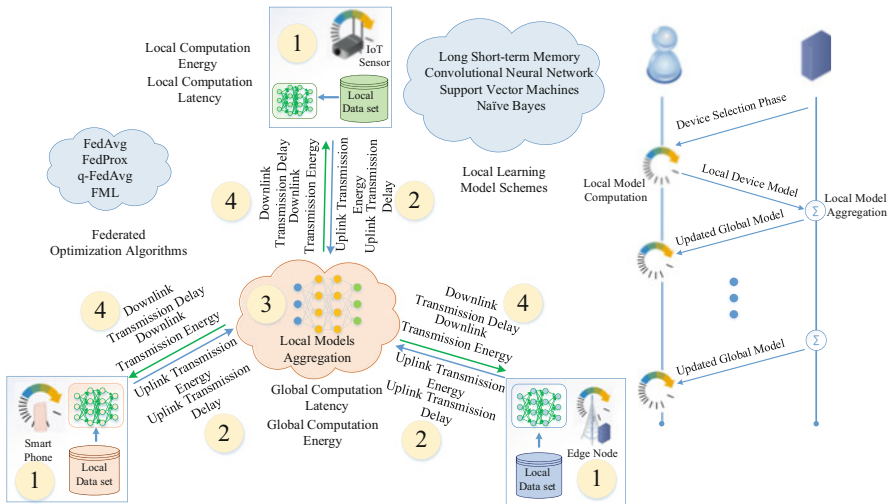 Local Computation
Energy
Local Computation
Latency
1
IoT
Sensor
Local
Data set
Long Short-term Memory
Convolutional Neural Network
Support Vector Machines
Naïve Bayes
Local Learning
Model Schemes
FedAvg
FedProx
q-FedAvg
FML
Federated
Optimization Algorithms
4
Downlink
Transmission Delay
Downlink
Transmission Energy
Uplink Transmission
Energy
Uplink Transmission
Delay
2
3
Local Models
Aggregation
Global Computation
Latency
Global Computation
Energy
4
Downlink
Transmission Delay
Downlink
Transmission Energy
Uplink Transmission
Energy
Uplink Transmission
Delay
2
4
Downlink
Transmission Delay
Downlink
Transmission Energy
Uplink Transmission
Energy
Uplink Transmission
Delay
2
Smart
Phone
1
Local
Data set
Local
Data set
Edge Node
1
Device Selection Phase
Local Model
Computation
Local Device Model
Σ
Local Model
Aggregation
Updated Global Model
Σ
Updated Global Model